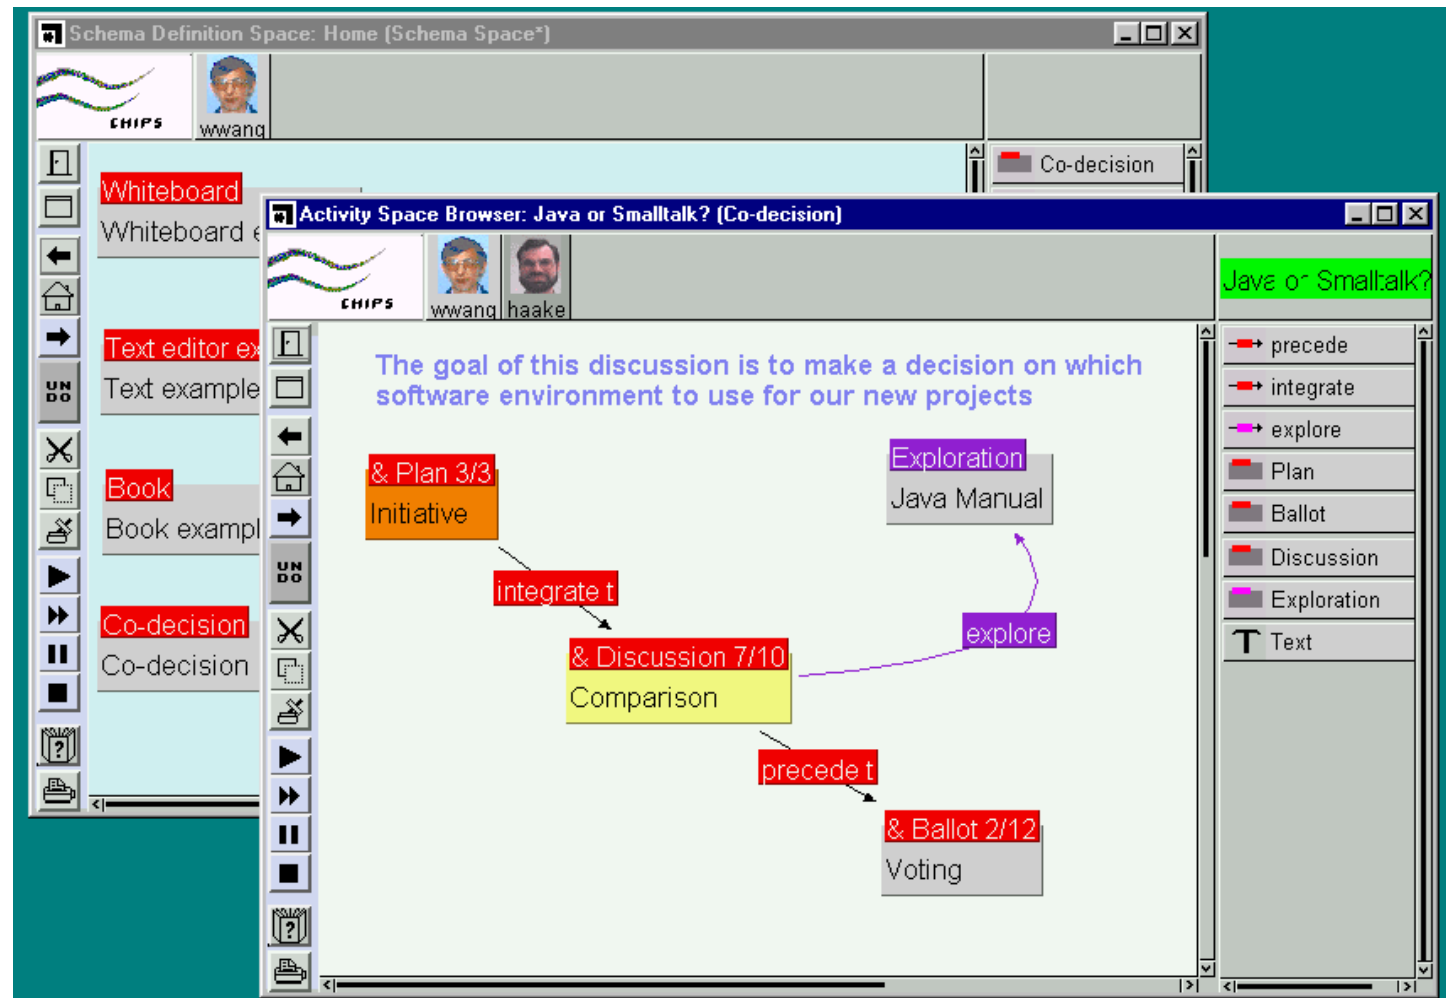 Schema Definition Space: Home (Schema Space*)
CHIPS
wwang
Co-decision
Whiteboard
Whiteboard e
Text editor ex
Text example
Book
Book exampl
Co-decision
Co-decision
UN
DO
Activity Space Browser: Java or Smalltalk? (Co-decision)
CHIPS
wwang
haake
Java or Smalltalk?
UN
DO
The goal of this discussion is to make a decision on which
software environment to use for our new projects
& Plan 3/3
Initiative
integrate t
& Discussion 7/10
Comparison
Exploration
Java Manual
explore
precede t
& Ballot 2/12
Voting
precede
integrate
explore
Plan
Ballot
Discussion
Exploration
T Text